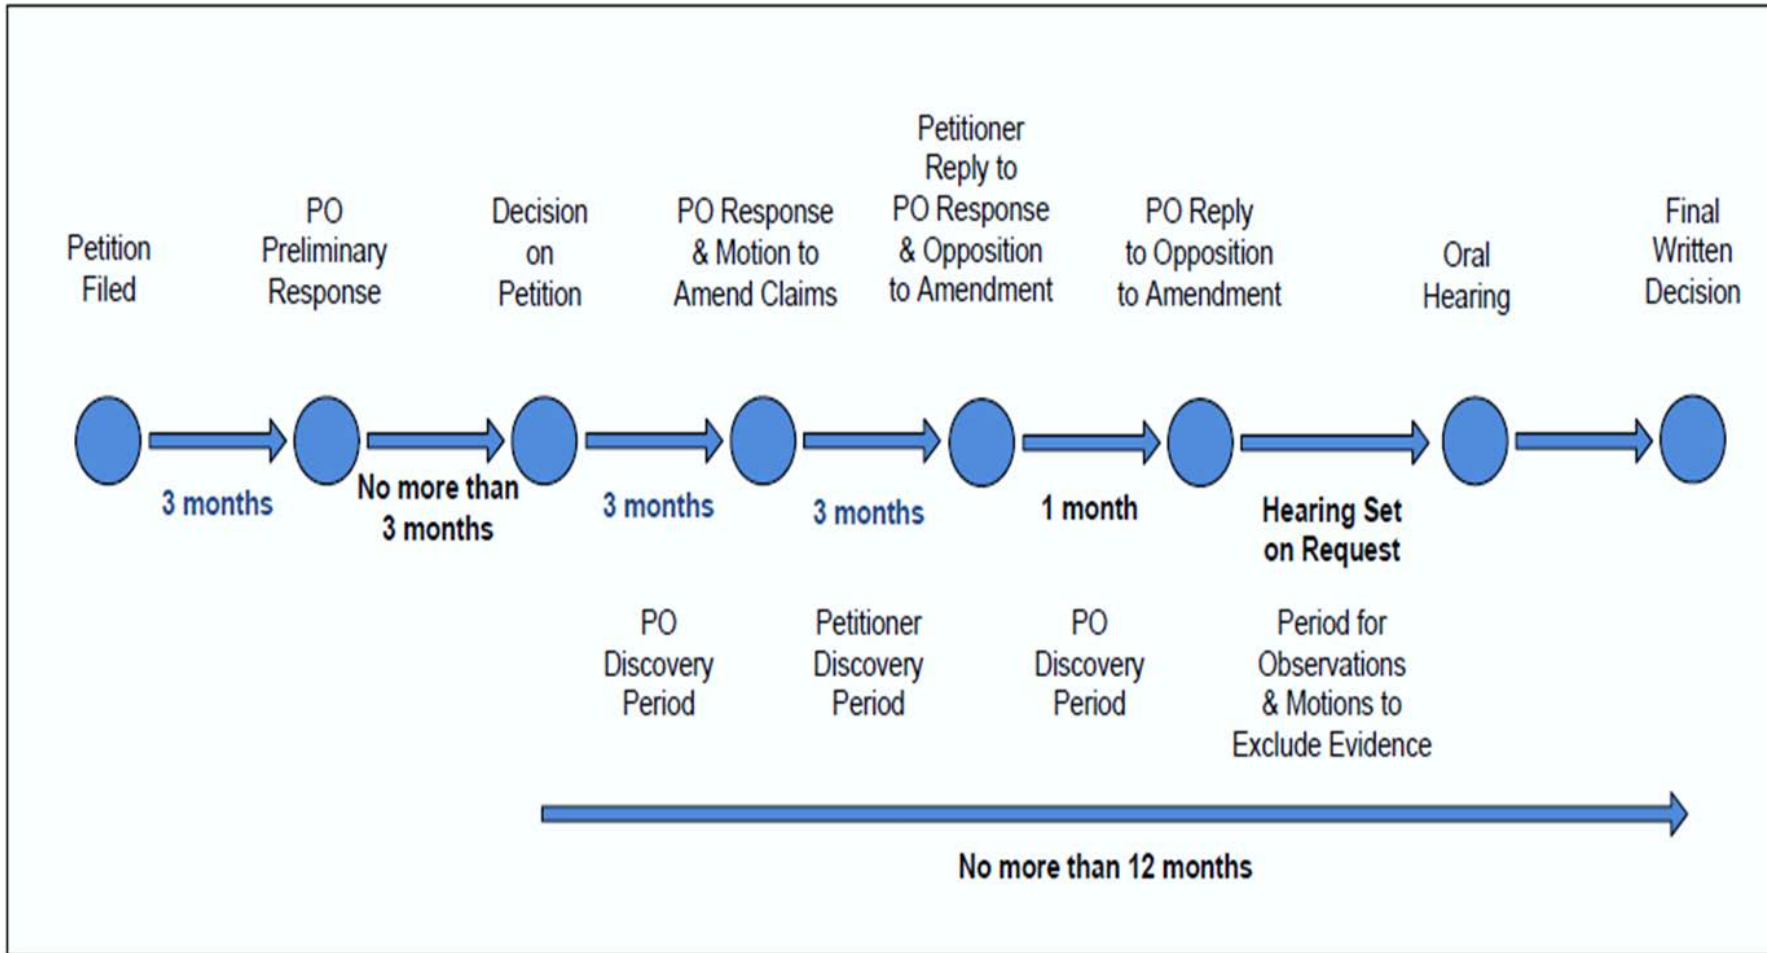 Petition
Filed
PO
Preliminary
Response
Decision
on
Petition
PO Response
& Motion to
Amend Claims
Petitioner
Reply to
PO Response
& Opposition
to Amendment
PO Reply
to Opposition
to Amendment
Oral
Hearing
Final
Written
Decision
3 months
No more than
3 months
3 months
3 months
1 month
Hearing Set
on Request
PO
Discovery
Period
Petitioner
Discovery
Period
PO
Discovery
Period
Period for
Observations
& Motions to
Exclude Evidence
No more than 12 months